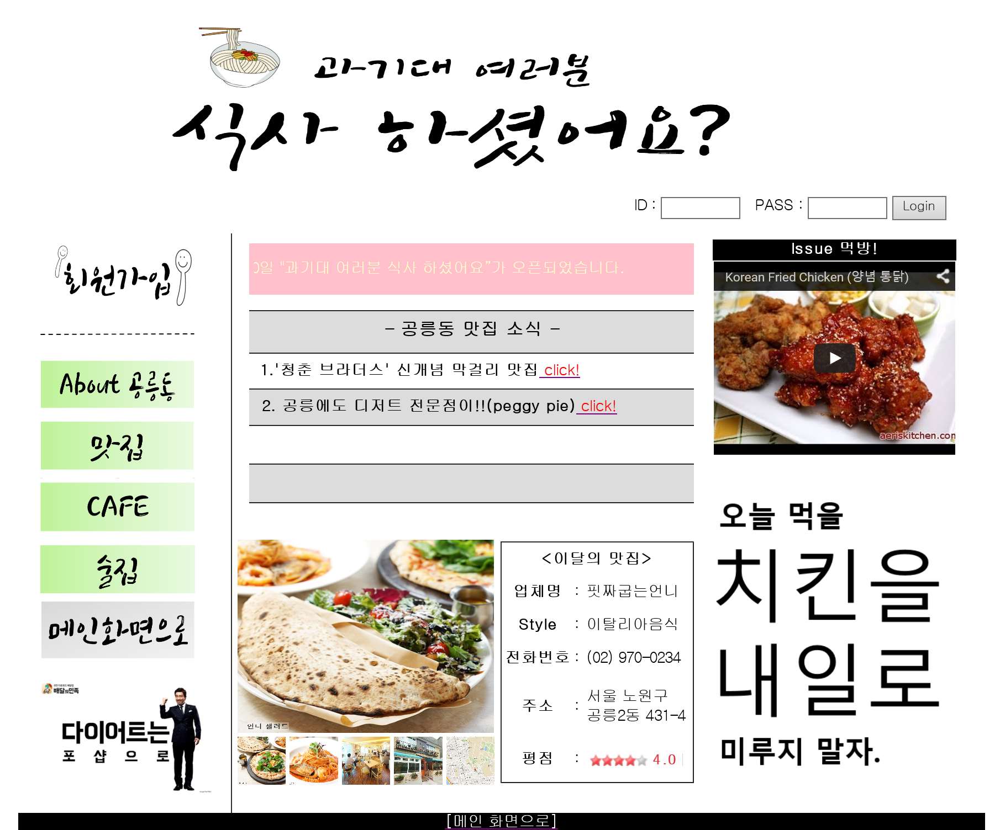 과기대 여러분
식사 하셨어요?
ID :
PASS :
Login
회원가입
About 공릉동
맛집
CAFE
술집
메인화면으로
배달의민족
다이어트는
포샵으로
0일 "과기대 여러분 식사 하셨어요”가 오픈되었습니다.
- 공릉동 맛집 소식 -
1.'청춘 브라더스' 신개념 막걸리 맛집 click!
2. 공릉에도 디저트 전문점이!!(peggy pie) click!
언니 샐러드
<이달의 맛집>
업체명 : 핏짜굽는언니
Style : 이탈리아음식
전화번호 : (02) 970-0234
주소 : 서울 노원구
공릉2동 431-4
평점 : 4.0
Issue 먹방!
Korean Fried Chicken (양념 통닭)
aeriskitchen.com
오늘 먹을
치킨을
내일로
미루지 말자.
[메인 화면으로]